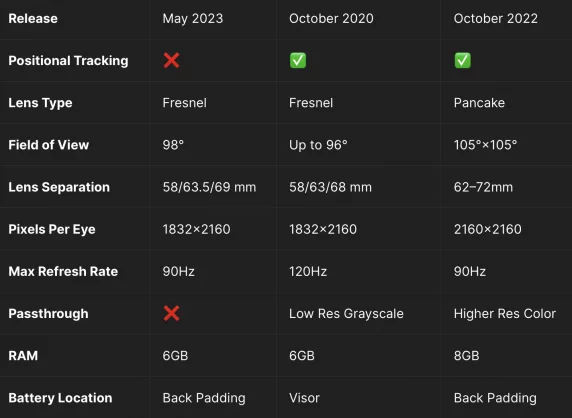 Release May 2023 October 2020 October 2022
Positional Tracking ❌ ✅ ✅
Lens Type Fresnel Fresnel Pancake
Field of View 98° Up to 96° 105°×105°
Lens Separation 58/63.5/69 mm 58/63/68 mm 62–72mm
Pixels Per Eye 1832×2160 1832×2160 2160×2160
Max Refresh Rate 90Hz 120Hz 90Hz
Passthrough ❌ Low Res Grayscale Higher Res Color
RAM 6GB 6GB 8GB
Battery Location Back Padding Visor Back Padding